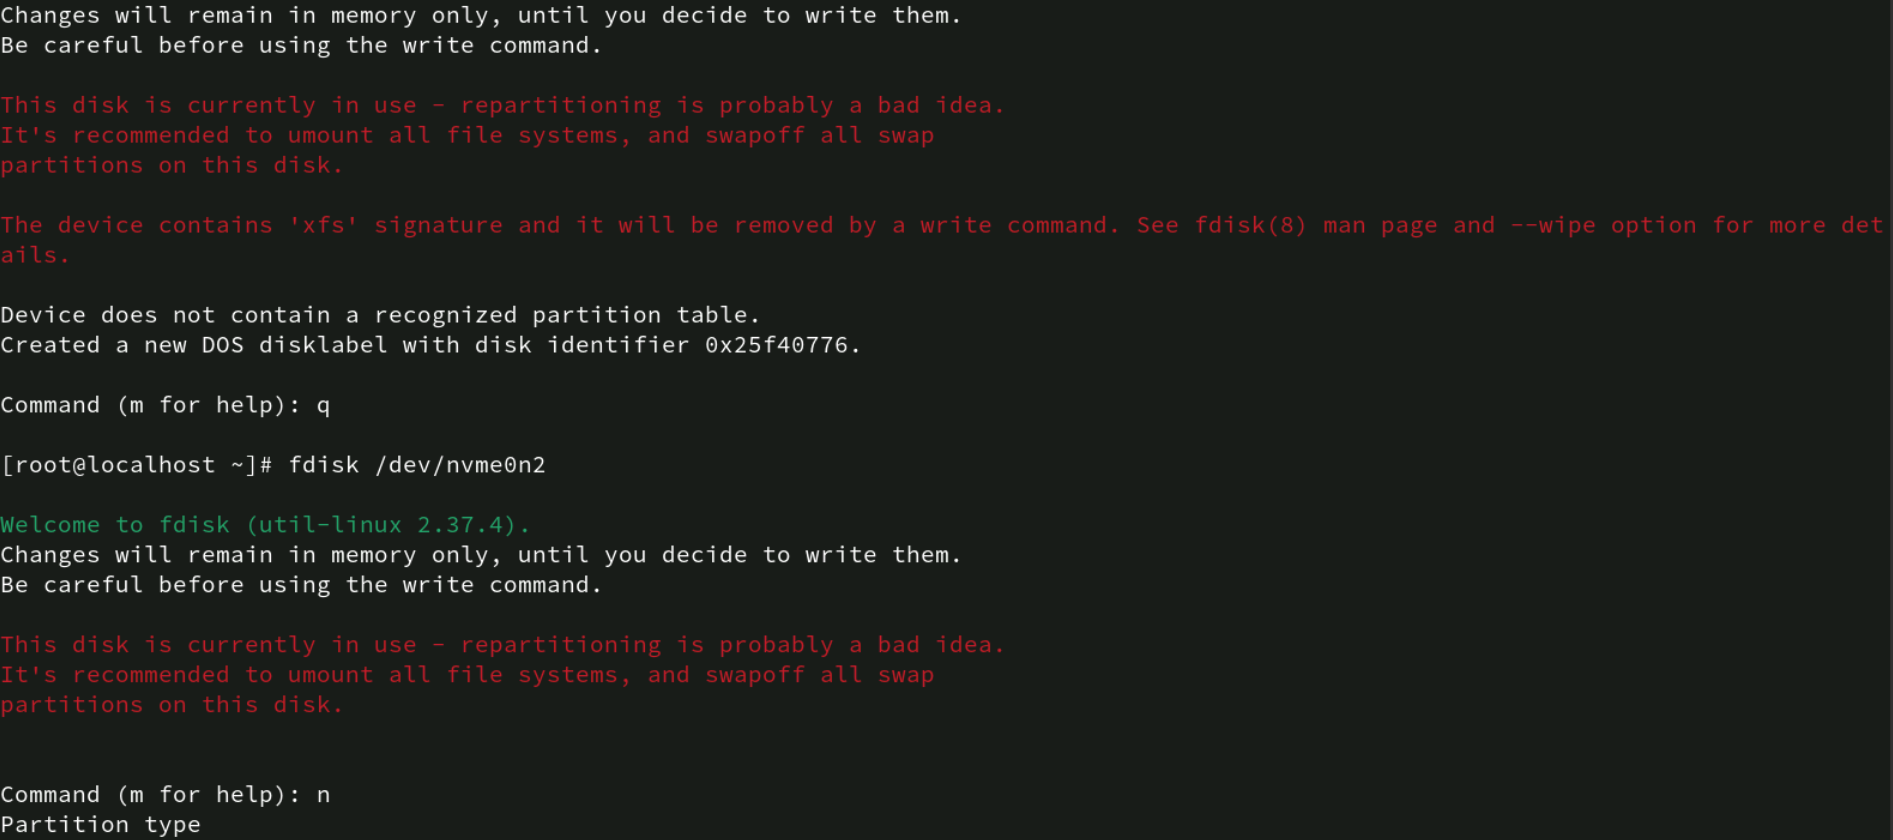 Changes will remain in memory only, until you decide to write them.
Be careful before using the write command.
This disk is currently in use - repartitioning is probably a bad idea.
It's recommended to umount all file systems, and swapoff all swap
partitions on this disk.
The device contains 'xfs' signature and it will be removed by a write command. See fdisk(8) man page and --wipe option for more det
ails.
Device does not contain a recognized partition table.
Created a new DOS disklabel with disk identifier 0x25f40776.
Command (m for help): q
[root@localhost ~]# fdisk /dev/nvme0n2
Welcome to fdisk (util-linux 2.37.4).
Changes will remain in memory only, until you decide to write them.
Be careful before using the write command.
This disk is currently in use - repartitioning is probably a bad idea.
It's recommended to umount all file systems, and swapoff all swap
partitions on this disk.
Command (m for help): n
Partition type